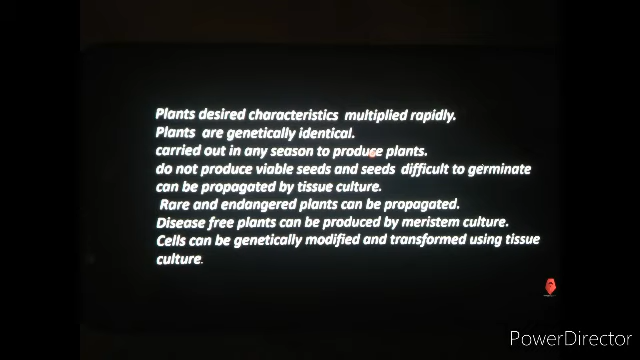 Plants desired characteristics multiplied rapidly.
Plants are genetically identical.
carried out in any season to produce plants.
do not produce viable seeds and seeds difficult to germinate
can be propagated by tissue culture.
Rare and endangered plants can be propagated.
Disease free plants can be produced by meristem culture.
Cells can be genetically modified and transformed using tissue
culture.
PowerDirector